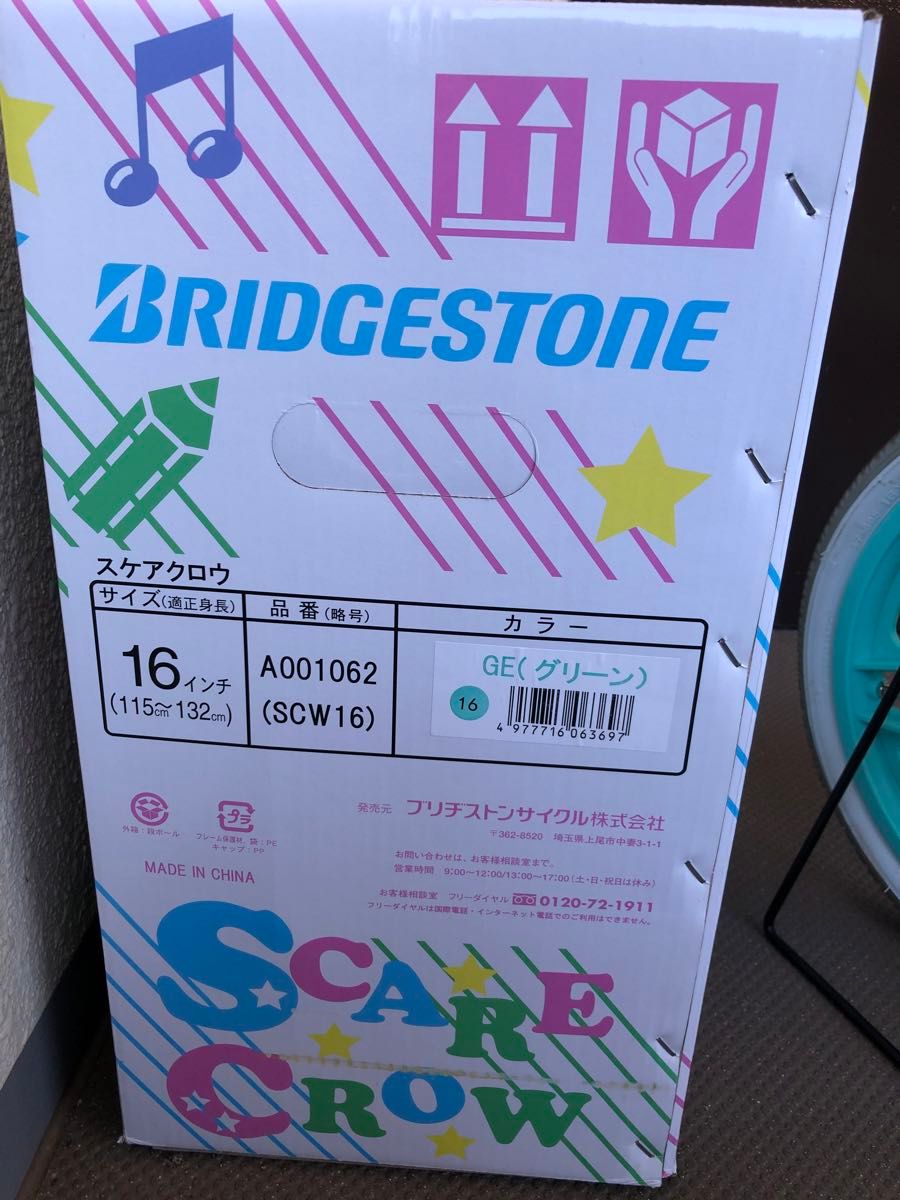 BRIDGESTONE
スケアクロウ
サイズ(適正身長)
品番(略号)
カラー
16インチ
(115cm~132cm)
A001062
(SCW16)
GE(グリーン)
16
4 977716 063697
外箱:段ボール
プラ
フレーム保護材、袋:PE
キャップ:PP
MADE IN CHINA
発売元 ブリヂストンサイクル株式会社
〒362-8520 埼玉県上尾市中妻3-1-1
お問い合わせは、お客様相談室まで。
営業時間 9:00~12:00/13:00~17:00(土・日・祝日は休み)
お客様相談室 フリーダイヤル 0120-72-1911
フリーダイヤルは国際電話・インターネット電話でのご利用はできません。
SCARE
CROW